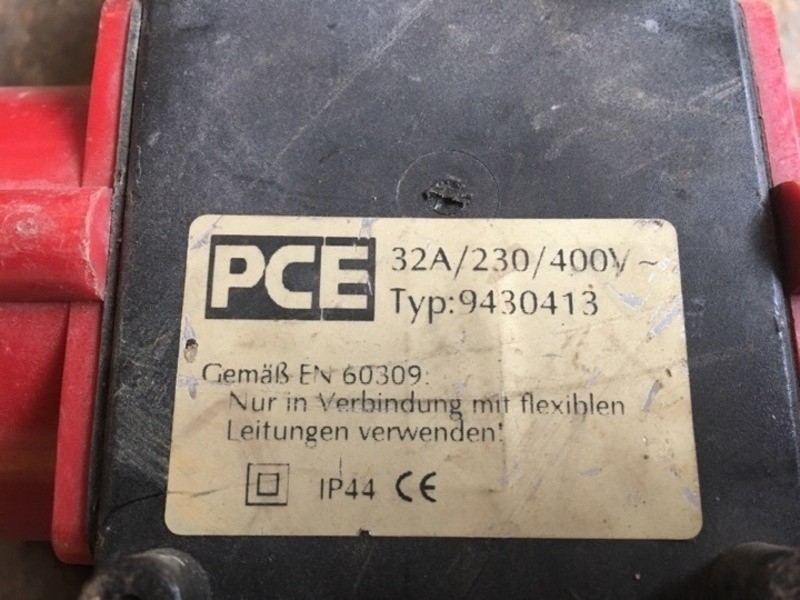 PCE 32A/230/400V~
Typ:9430413
Gemäß EN 60309:
Nur in Verbindung mit flexiblen
Leitungen verwenden!
IP44 CE